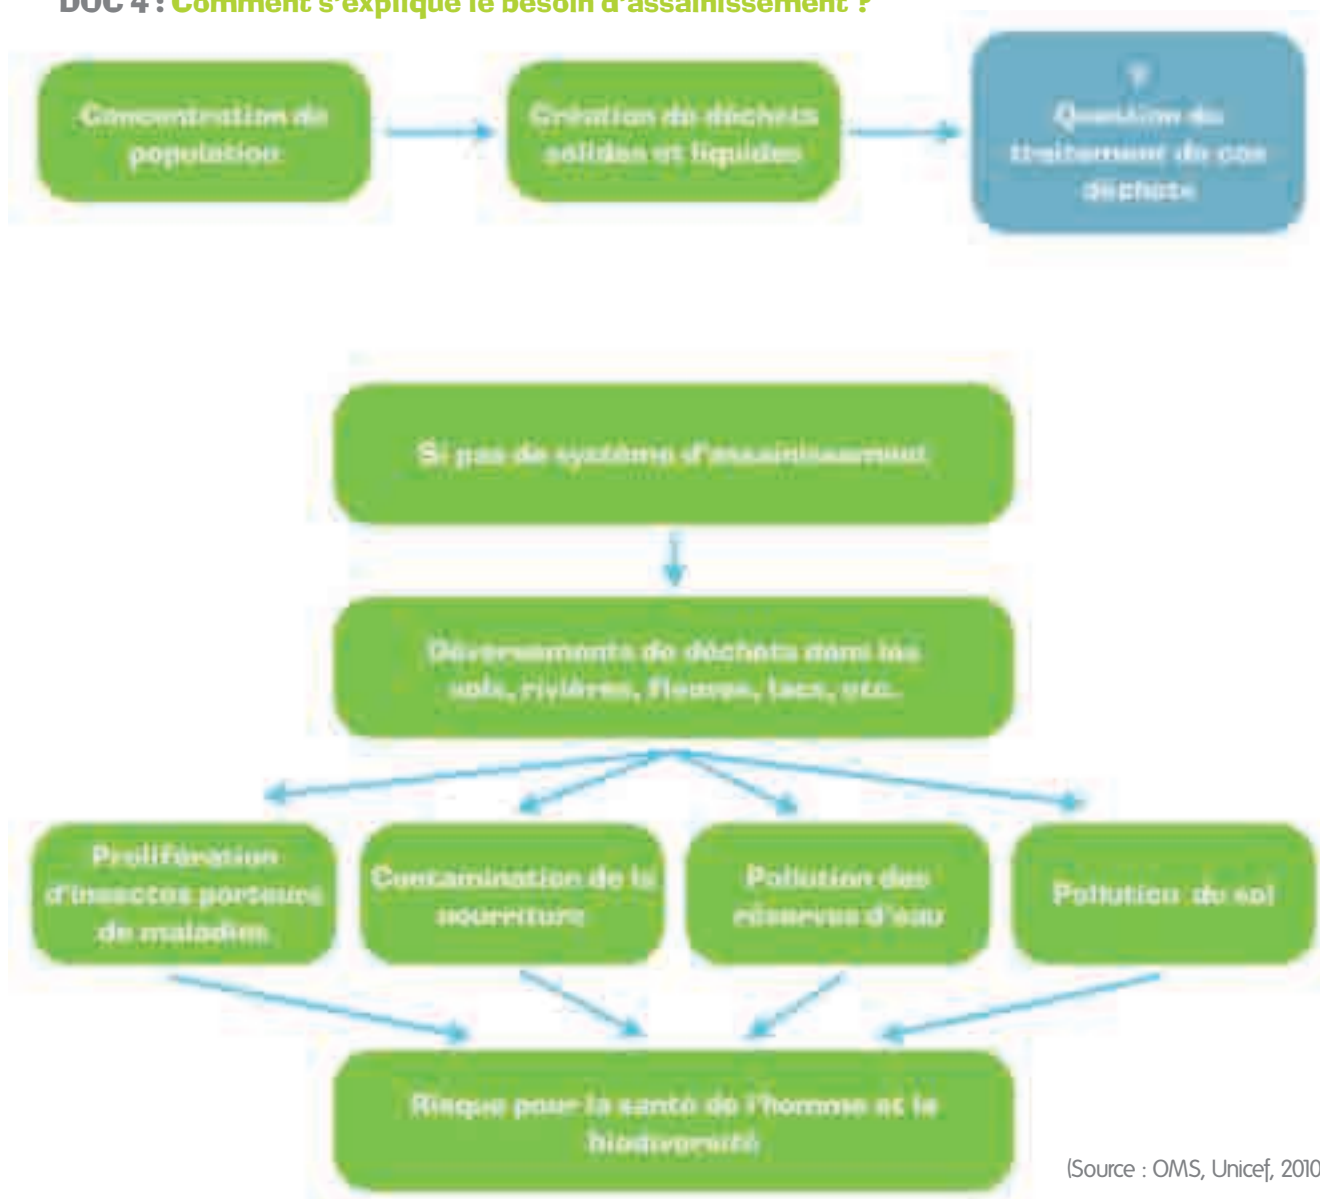 DOC 4 : Comment s'explique le besoin d'assainissement ?
Concentration de
population
Création de déchets
solides et liquides
?
Question du
traitement de ces
déchets
Si pas de système d'assainissement
Déversements de déchets dans les
sols, rivières, fleuves, lacs, etc.
Prolifération
d'insectes porteurs
de maladies
Contamination de la
nourriture
Pollution des
réserves d'eau
Pollution du sol
Risque pour la santé de l'homme et la
biodiversité
(Source : OMS, Unicef, 2010